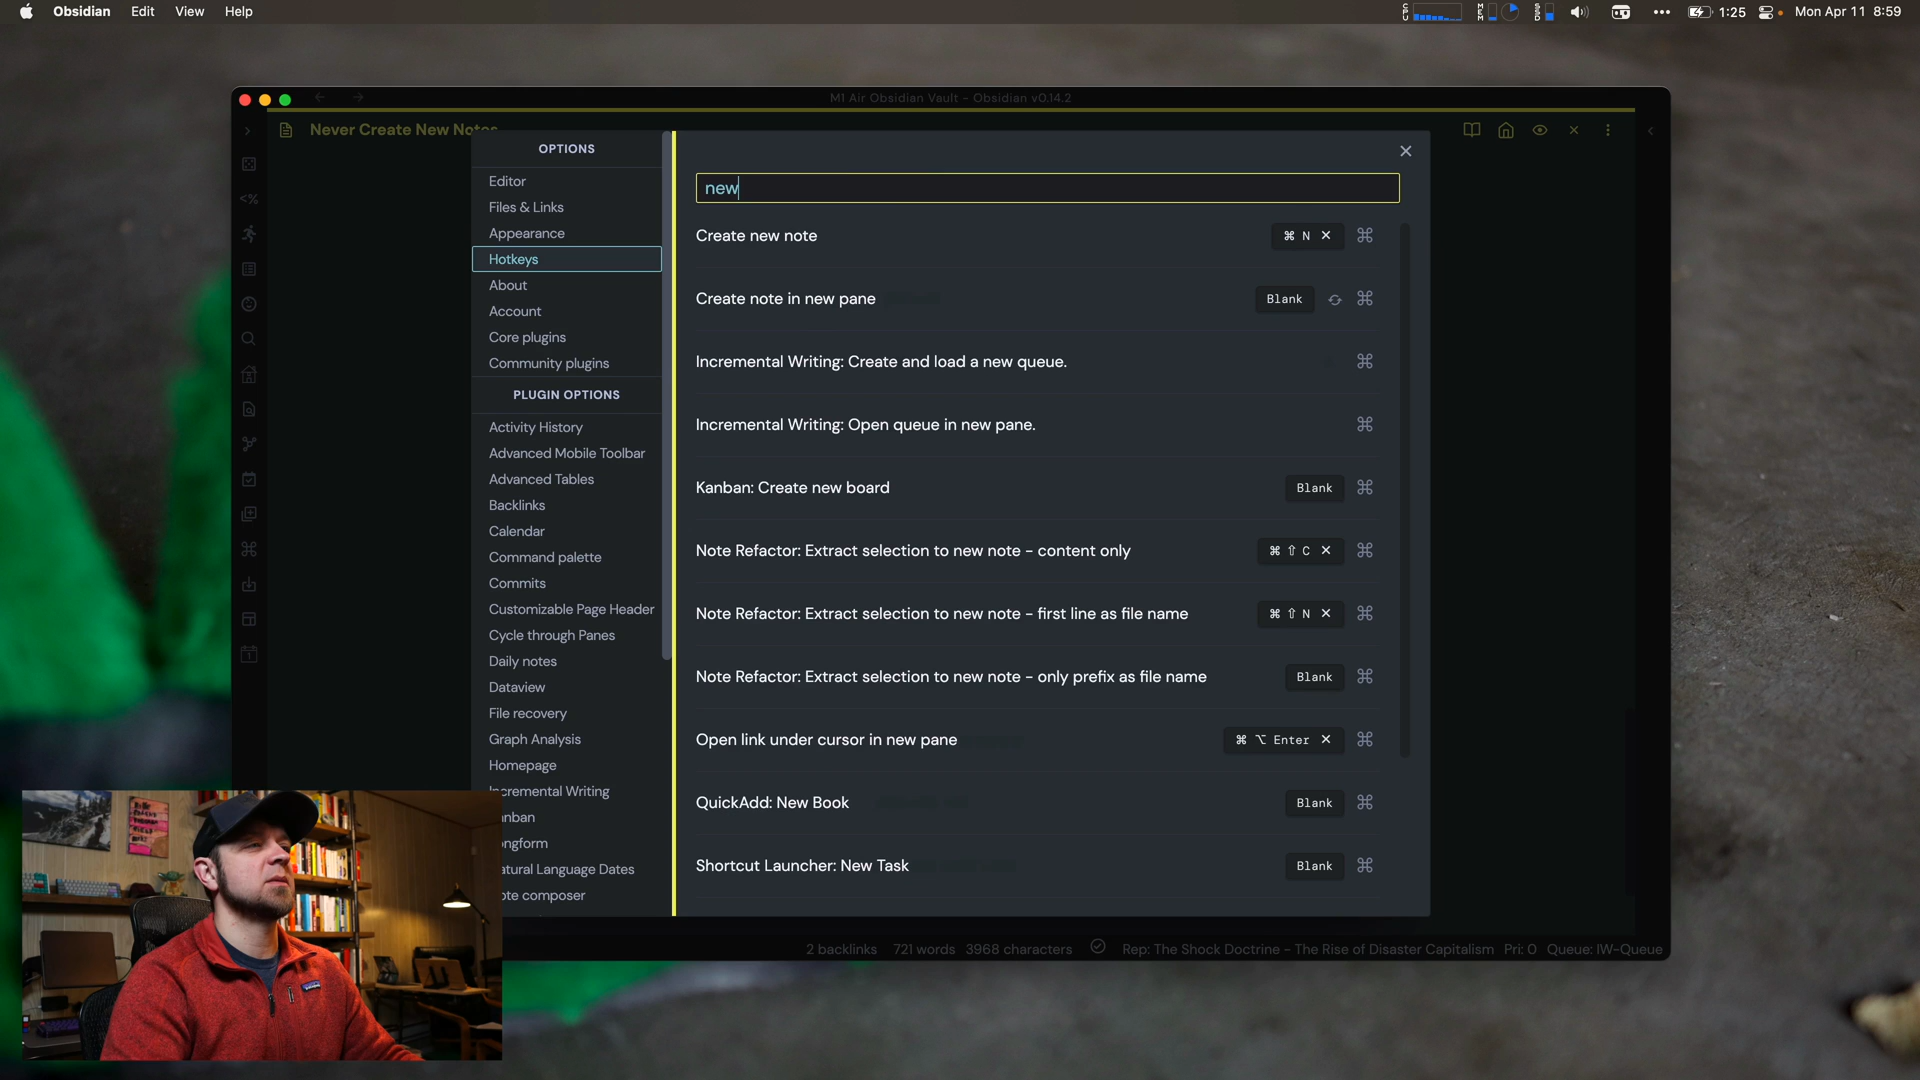 Obsidian Edit View Help
CPU MEM SSD 1:25 Mon Apr 11 8:59
M1 Air Obsidian Vault - Obsidian v0.14.2
Never Create New Notes
OPTIONS
Editor
Files & Links
Appearance
Hotkeys
About
Account
Core plugins
Community plugins
PLUGIN OPTIONS
Activity History
Advanced Mobile Toolbar
Advanced Tables
Backlinks
Calendar
Command palette
Commits
Customizable Page Header
Cycle through Panes
Daily notes
Dataview
File recovery
Graph Analysis
Homepage
Incremental Writing
anban
ongform
atural Language Dates
ote composer
new
Create new note ⌘ N ✕
Create note in new pane Blank
Incremental Writing: Create and load a new queue.
Incremental Writing: Open queue in new pane.
Kanban: Create new board Blank
Note Refactor: Extract selection to new note - content only ⌘ ⇧ C ✕
Note Refactor: Extract selection to new note - first line as file name ⌘ ⇧ N ✕
Note Refactor: Extract selection to new note - only prefix as file name Blank
Open link under cursor in new pane ⌘ ⌥ Enter ✕
QuickAdd: New Book Blank
Shortcut Launcher: New Task Blank
2 backlinks 721 words 3968 characters Rep: The Shock Doctrine - The Rise of Disaster Capitalism Pri: 0 Queue: IW-Queue